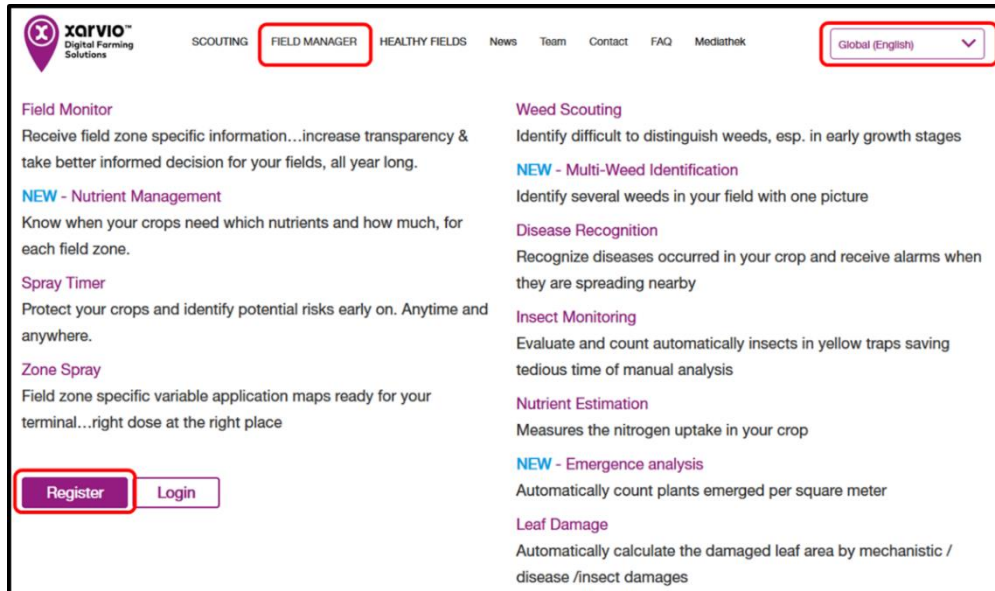 xarvio™
Digital Farming
Solutions
SCOUTING FIELD MANAGER HEALTHY FIELDS News Team Contact FAQ Mediathek
Global (English)
Field Monitor
Receive field zone specific information...increase transparency &
take better informed decision for your fields, all year long.
NEW - Nutrient Management
Know when your crops need which nutrients and how much, for
each field zone.
Spray Timer
Protect your crops and identify potential risks early on. Anytime and
anywhere.
Zone Spray
Field zone specific variable application maps ready for your
terminal...right dose at the right place
Register Login
Weed Scouting
Identify difficult to distinguish weeds, esp. in early growth stages
NEW - Multi-Weed Identification
Identify several weeds in your field with one picture
Disease Recognition
Recognize diseases occurred in your crop and receive alarms when
they are spreading nearby
Insect Monitoring
Evaluate and count automatically insects in yellow traps saving
tedious time of manual analysis
Nutrient Estimation
Measures the nitrogen uptake in your crop
NEW - Emergence analysis
Automatically count plants emerged per square meter
Leaf Damage
Automatically calculate the damaged leaf area by mechanistic /
disease /insect damages